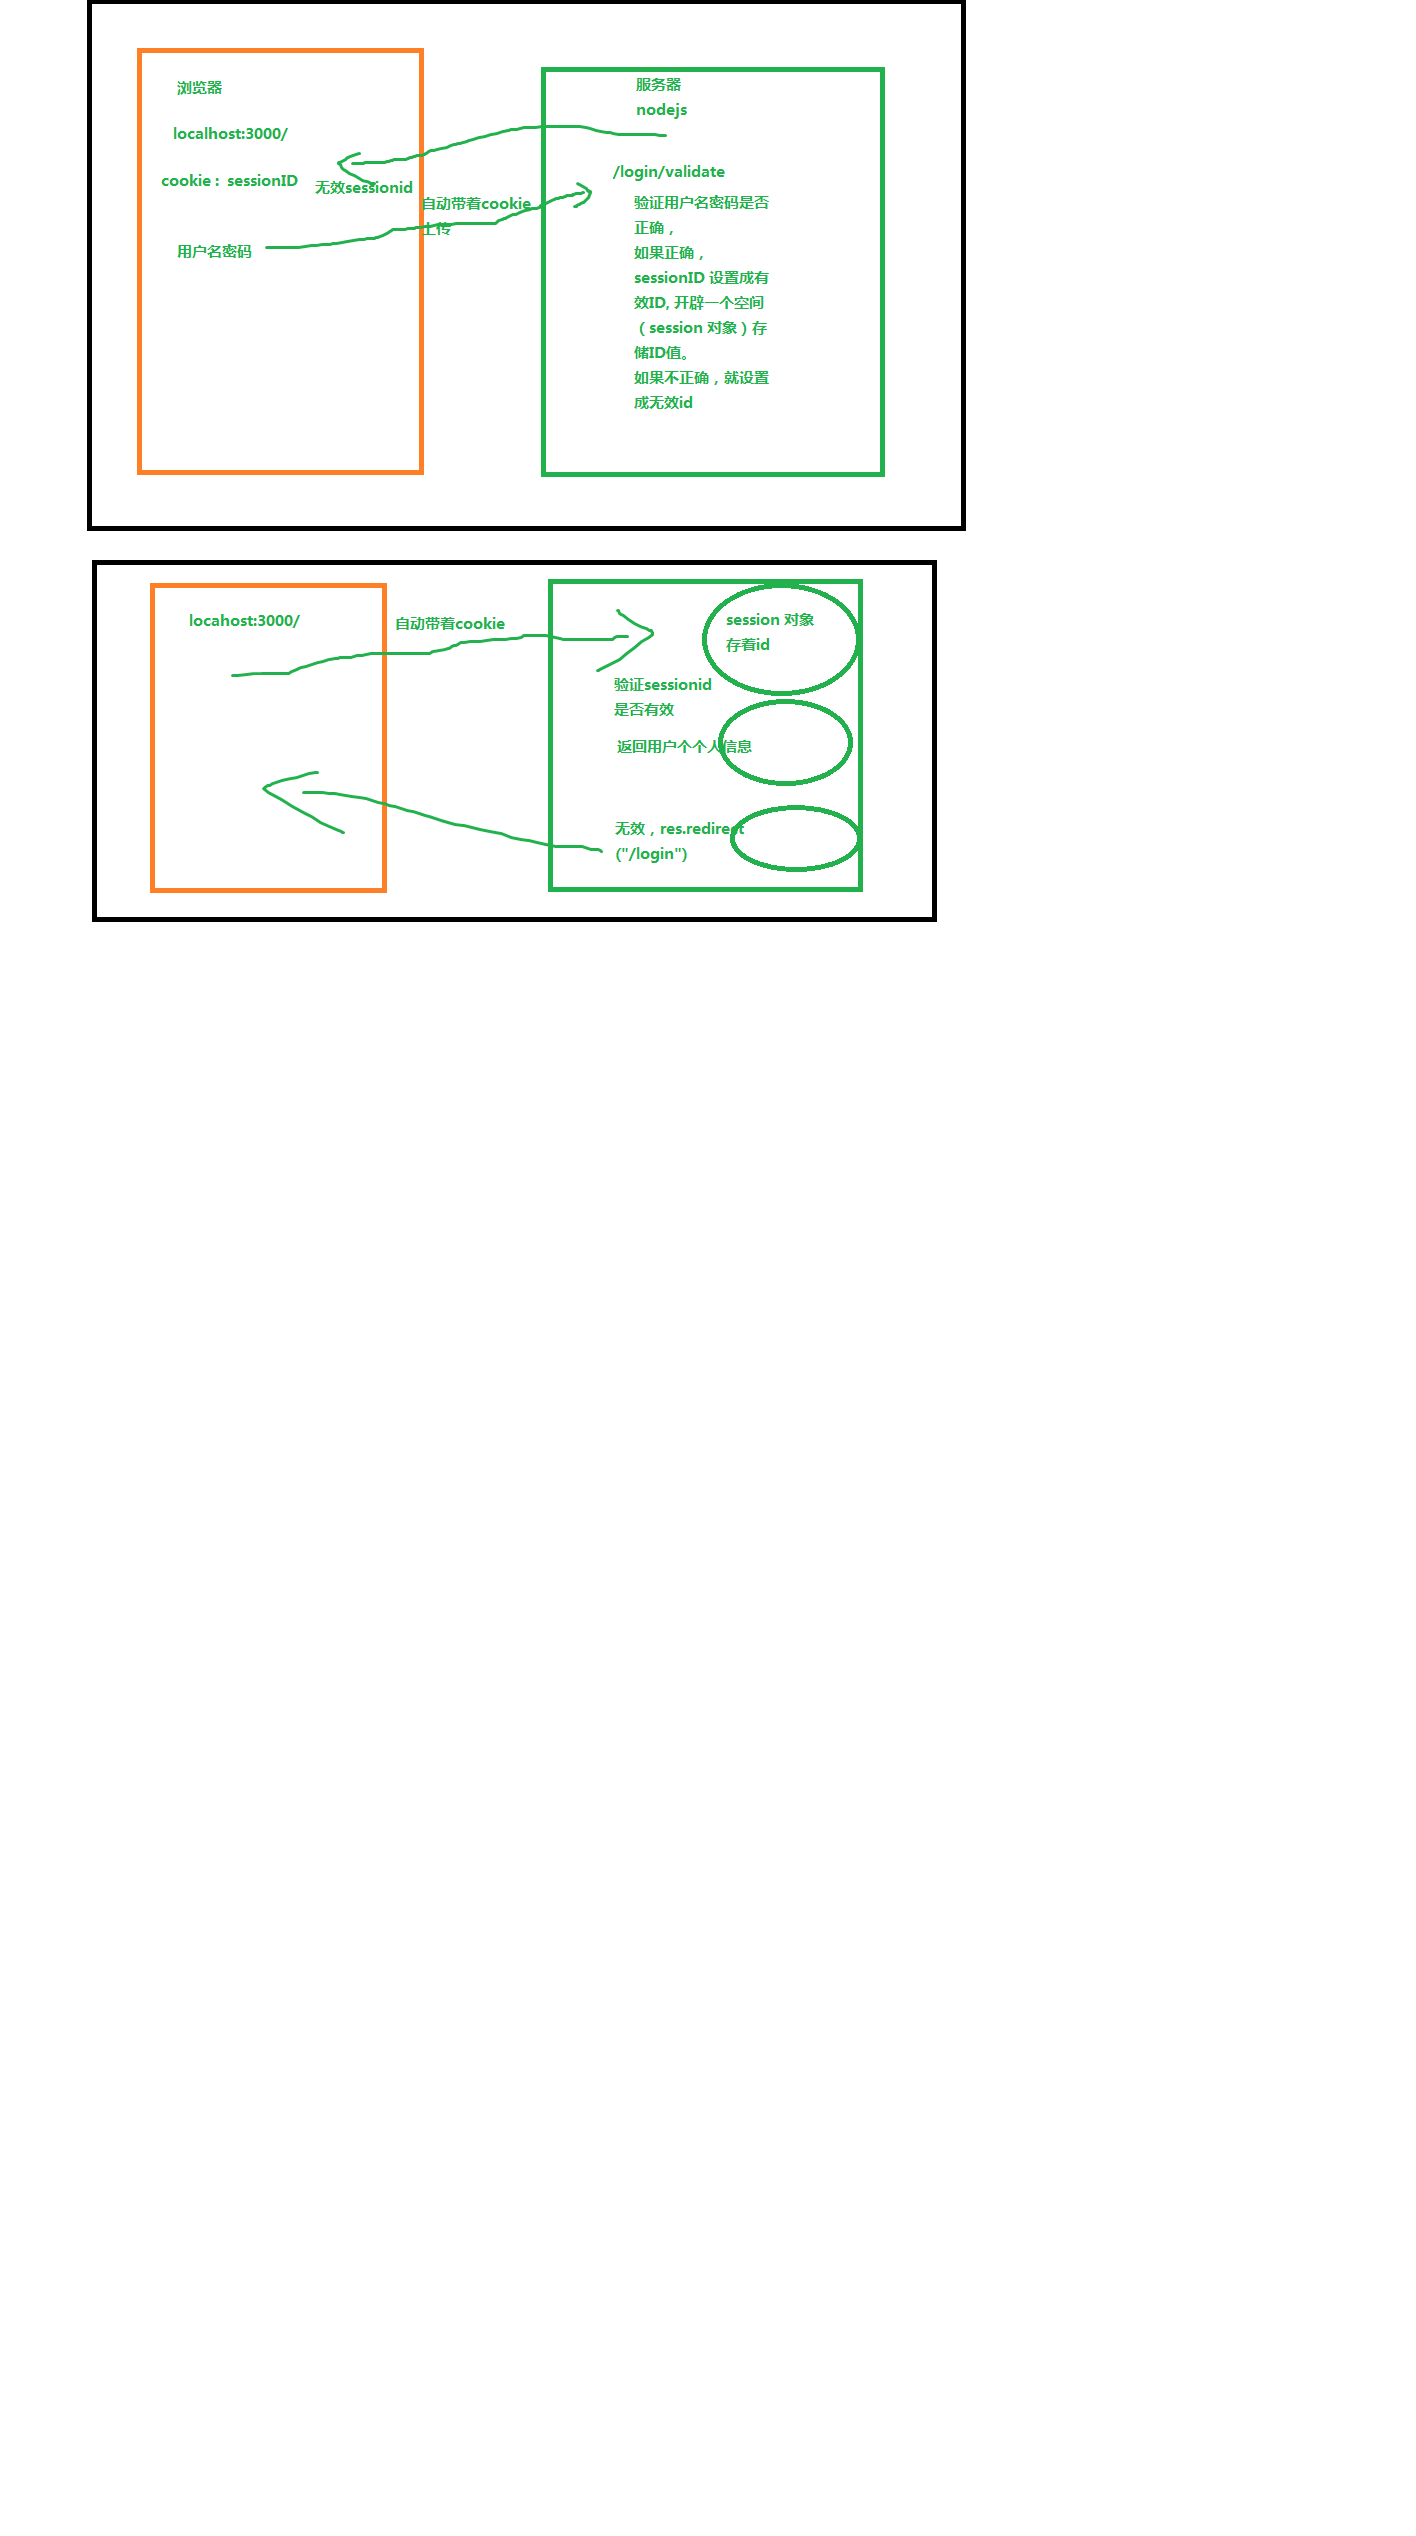 浏览器
localhost:3000/
cookie : sessionID
无效sessionid
用户名密码
自动带着cookie
上传
服务器
nodejs
/login/validate
验证用户名密码是否
正确，
如果正确，
sessionID 设置成有
效ID, 开辟一个空间
（session 对象）存
储ID值。
如果不正确，就设置
成无效id
locahost:3000/
自动带着cookie
session 对象
存着id
验证sessionid
是否有效
返回用户个个人信息
无效，res.redirect
("/login")